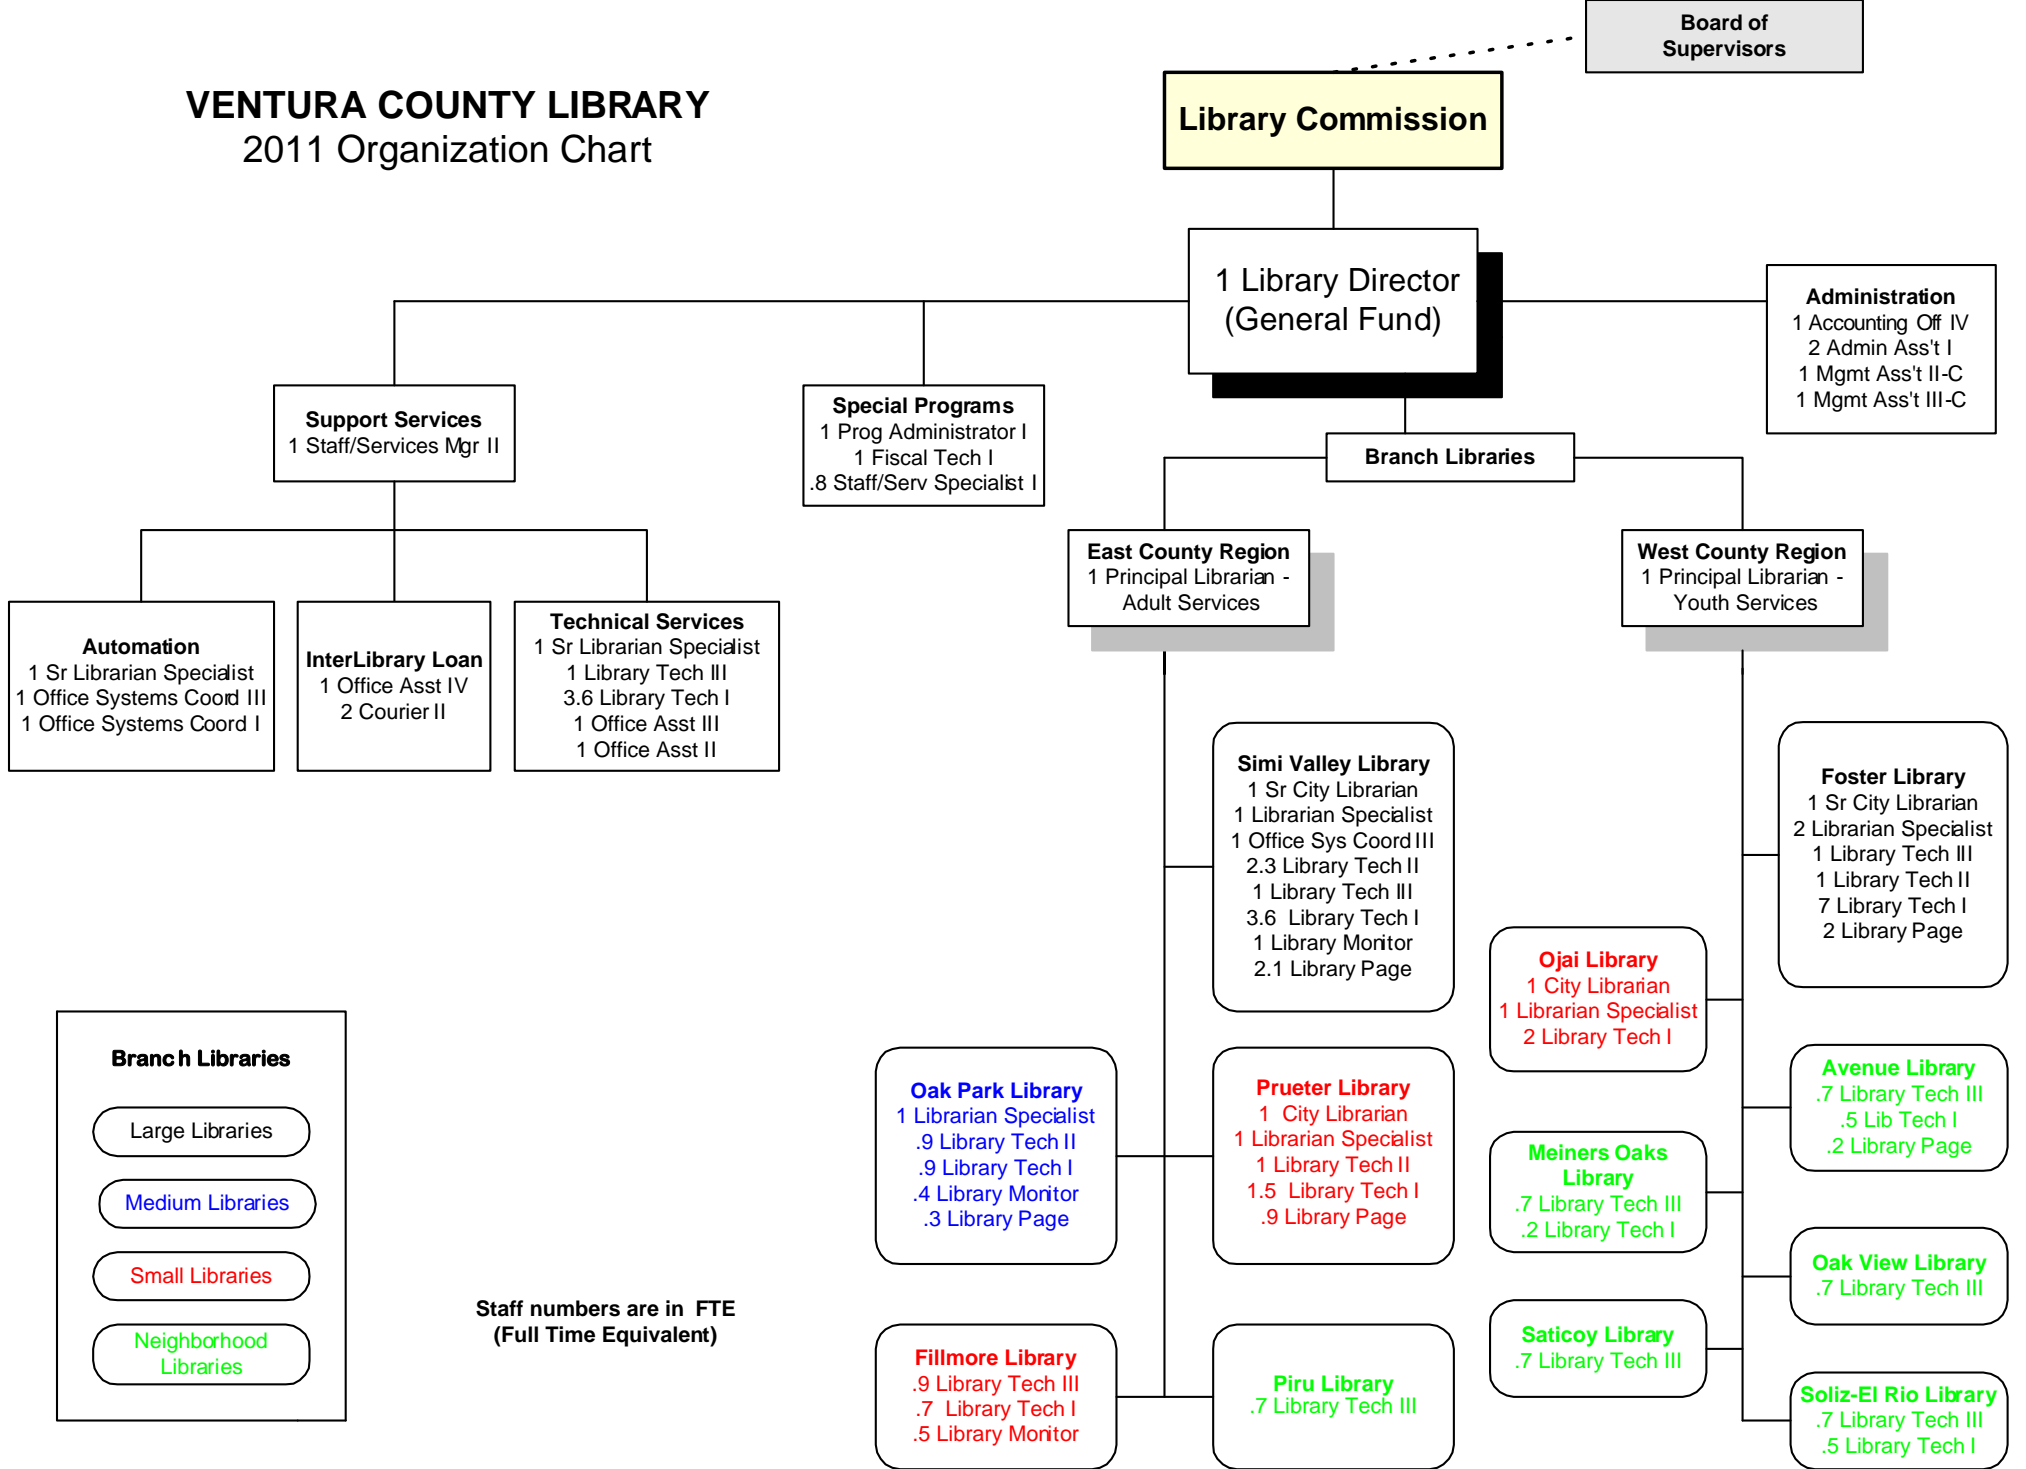 Board of
Supervisors
VENTURA COUNTY LIBRARY
2011 Organization Chart
Library Commission
1 Library Director
(General Fund)
Administration
1 Accounting Off IV
2 Admin Ass't I
1 Mgmt Ass't II-C
1 Mgmt Ass't III-C
Support Services
1 Staff/Services Mgr II
Special Programs
1 Prog Administrator I
1 Fiscal Tech I
.8 Staff/Serv Specialist I
Branch Libraries
East County Region
1 Principal Librarian -
Adult Services
West County Region
1 Principal Librarian -
Youth Services
Automation
1 Sr Librarian Specialist
1 Office Systems Coord III
1 Office Systems Coord I
InterLibrary Loan
1 Office Asst IV
2 Courier II
Technical Services
1 Sr Librarian Specialist
1 Library Tech III
3.6 Library Tech I
1 Office Asst III
1 Office Asst II
Simi Valley Library
1 Sr City Librarian
1 Librarian Specialist
1 Office Sys Coord III
2.3 Library Tech II
1 Library Tech III
3.6 Library Tech I
1 Library Monitor
2.1 Library Page
Foster Library
1 Sr City Librarian
2 Librarian Specialist
1 Library Tech III
1 Library Tech II
7 Library Tech I
2 Library Page
Ojai Library
1 City Librarian
1 Librarian Specialist
2 Library Tech I
Oak Park Library
1 Librarian Specialist
.9 Library Tech II
.9 Library Tech I
.4 Library Monitor
.3 Library Page
Prueter Library
1 City Librarian
1 Librarian Specialist
1 Library Tech II
1.5 Library Tech I
.9 Library Page
Avenue Library
.7 Library Tech III
.5 Lib Tech I
.2 Library Page
Meiners Oaks
Library
.7 Library Tech III
.2 Library Tech I
Oak View Library
.7 Library Tech III
Saticoy Library
.7 Library Tech III
Fillmore Library
.9 Library Tech III
.7 Library Tech I
.5 Library Monitor
Piru Library
.7 Library Tech III
Soliz-El Rio Library
.7 Library Tech III
.5 Library Tech I
Branch Libraries
Large Libraries
Medium Libraries
Small Libraries
Neighborhood
Libraries
Staff numbers are in FTE
(Full Time Equivalent)